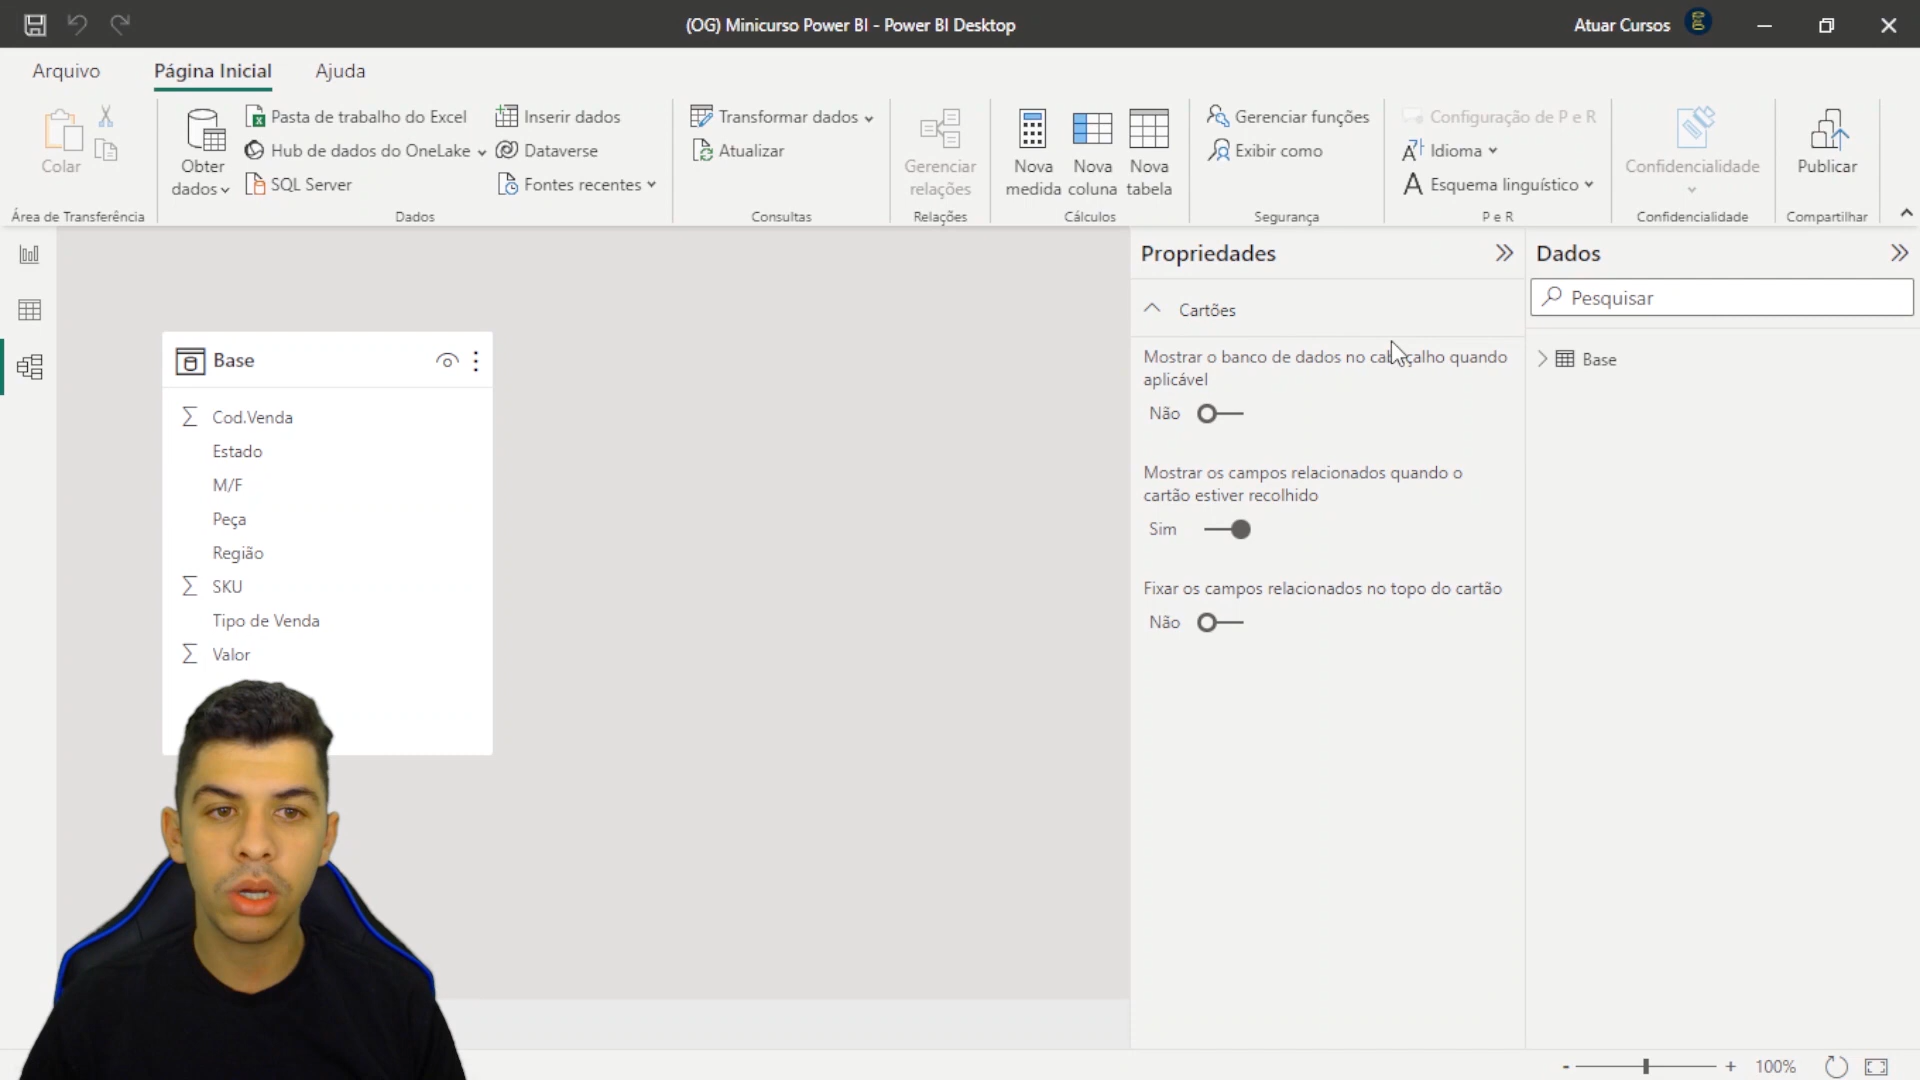 (OG) Minicurso Power BI - Power BI Desktop
Atuar Cursos
Arquivo
Página Inicial
Ajuda
Colar
Área de Transferência
Obter dados
Pasta de trabalho do Excel
Hub de dados do OneLake
SQL Server
Inserir dados
Dataverse
Fontes recentes
Dados
Transformar dados
Atualizar
Consultas
Gerenciar relações
Relações
Nova medida
Nova coluna
Nova tabela
Cálculos
Gerenciar funções
Exibir como
Segurança
Configuração de P e R
Idioma
Esquema linguístico
P e R
Confidencialidade
Confidencialidade
Publicar
Compartilhar
Base
Cod.Venda
Estado
M/F
Peça
Região
SKU
Tipo de Venda
Valor
Propriedades
Cartões
Mostrar o banco de dados no cabeçalho quando
aplicável
Não
Mostrar os campos relacionados quando o
cartão estiver recolhido
Sim
Fixar os campos relacionados no topo do cartão
Não
Dados
Pesquisar
Base
- + 100%